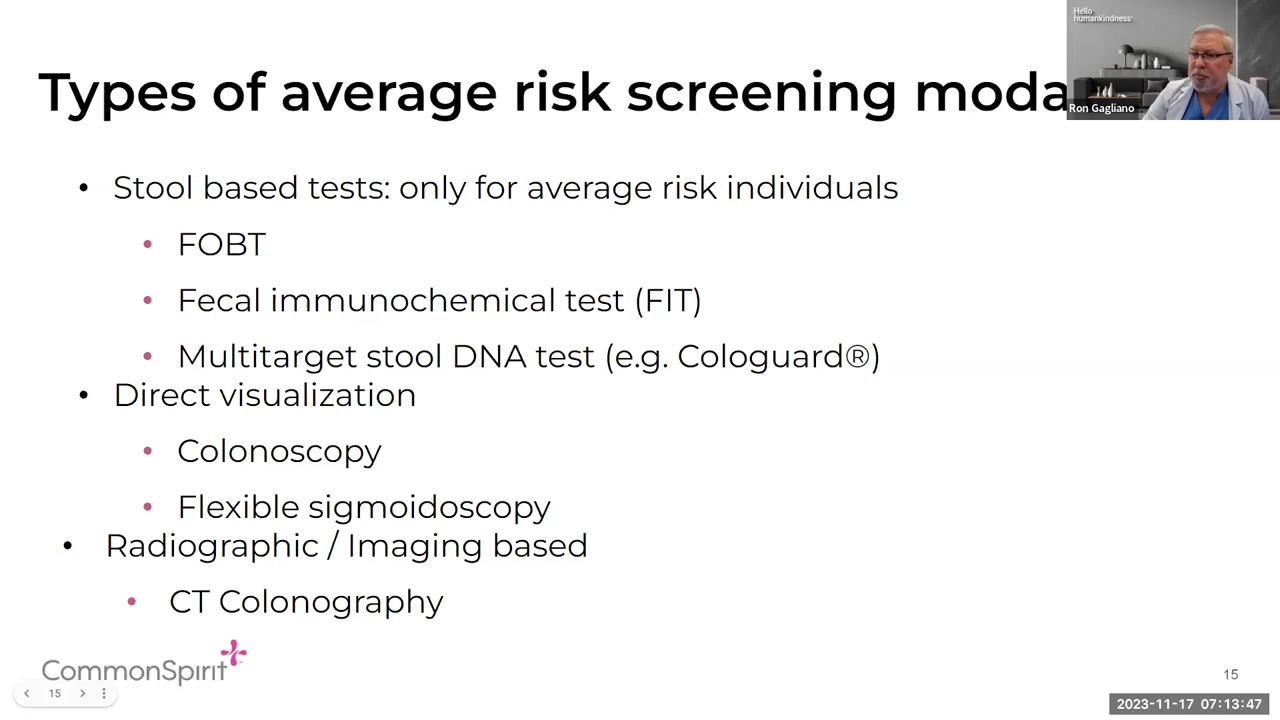 Hello
humankindness
Types of average risk screening moda
Ron Gagliano
• Stool based tests: only for average risk individuals
• FOBT
• Fecal immunochemical test (FIT)
• Multitarget stool DNA test (e.g. Cologuard®)
• Direct visualization
• Colonoscopy
• Flexible sigmoidoscopy
• Radiographic / Imaging based
• CT Colonography
CommonSpirit
15
15
2023-11-17 07:13:47